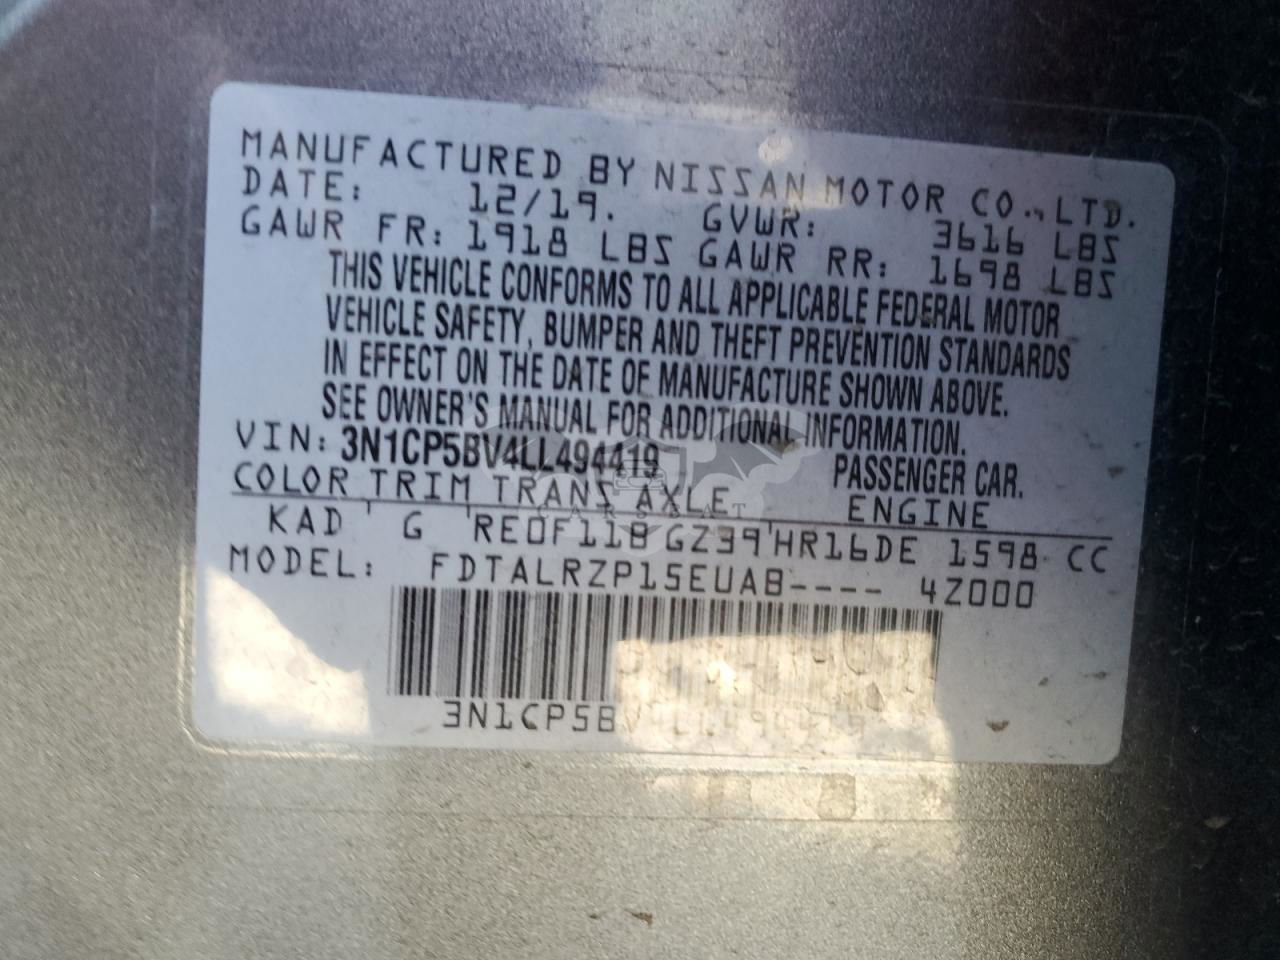 MANUFACTURED BY NISSAN MOTOR CO., LTD.
DATE: 12/19. GVWR: 3616 LBS
GAWR FR: 1918 LBS GAWR RR: 1698 LBS
THIS VEHICLE CONFORMS TO ALL APPLICABLE FEDERAL MOTOR
VEHICLE SAFETY, BUMPER AND THEFT PREVENTION STANDARDS
IN EFFECT ON THE DATE OF MANUFACTURE SHOWN ABOVE.
SEE OWNER'S MANUAL FOR ADDITIONAL INFORMATION.
VIN: 3N1CP5BV4LL494419 PASSENGER CAR.
COLOR TRIM TRANS AXLE ENGINE
KAD G RE0F11B GZ39 HR16DE 1598 CC
MODEL: FDTALRZP15EUAB---- 4Z000
3N1CP5BV4LL494419
CARSBAT